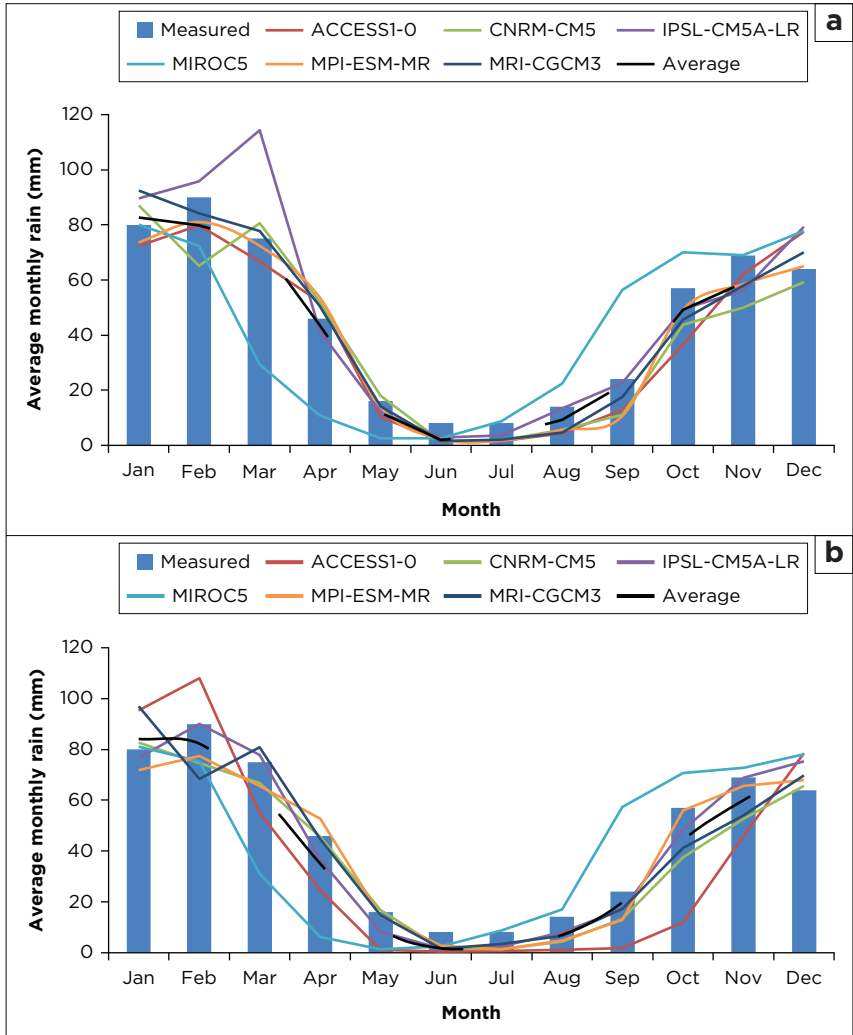 a
Measured ACCESS1-0 CNRM-CM5 IPSL-CM5A-LR
MIROC5 MPI-ESM-MR MRI-CGCM3 Average
Average monthly rain (mm)
120
100
80
60
40
20
0
Jan Feb Mar Apr May Jun Jul Aug Sep Oct Nov Dec
Month
b
Measured ACCESS1-0 CNRM-CM5 IPSL-CM5A-LR
MIROC5 MPI-ESM-MR MRI-CGCM3 Average
Average monthly rain (mm)
120
100
80
60
40
20
0
Jan Feb Mar Apr May Jun Jul Aug Sep Oct Nov Dec
Month